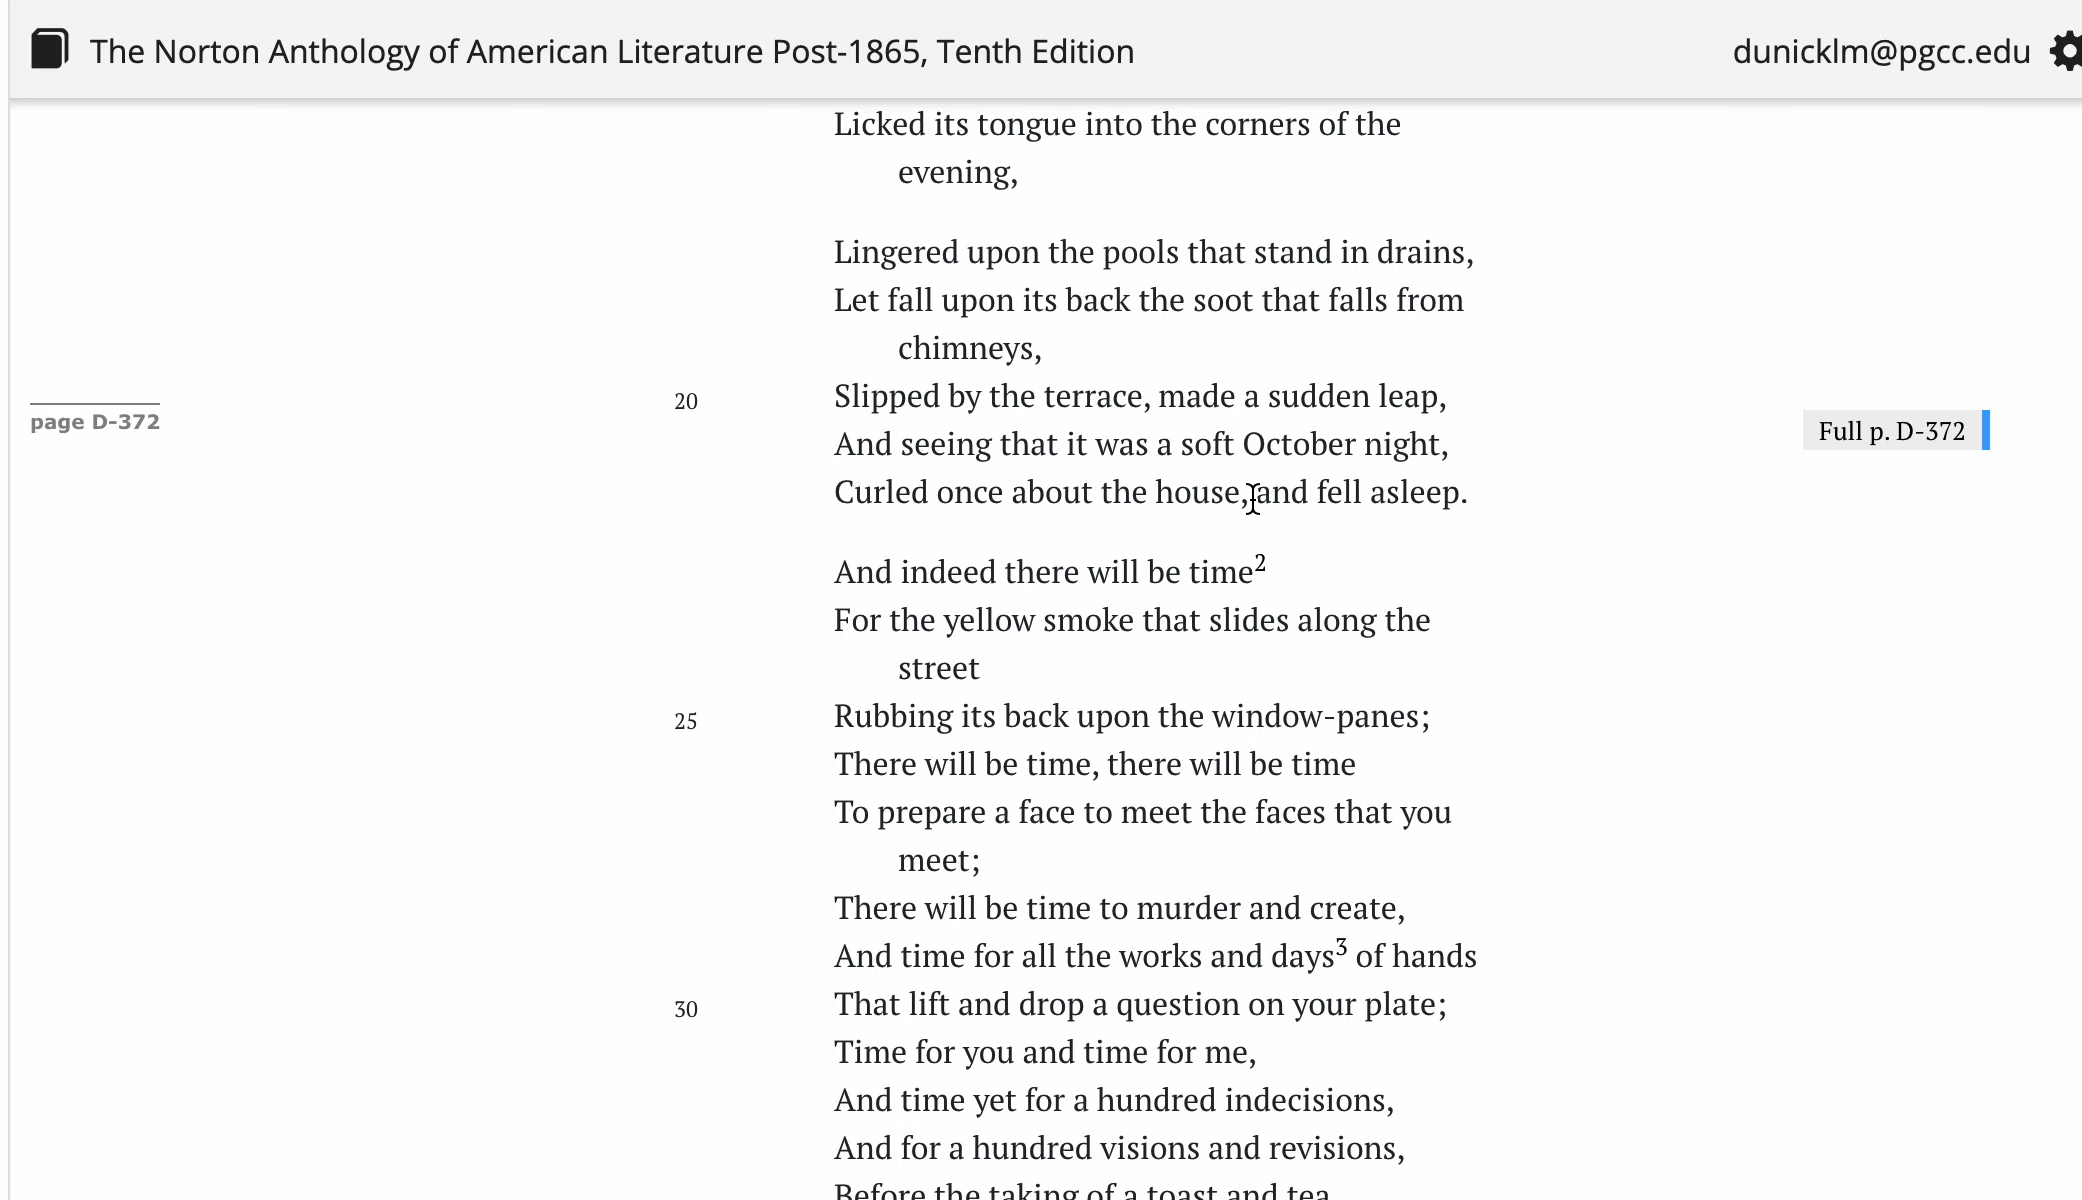 The Norton Anthology of American Literature Post-1865, Tenth Edition
dunicklm@pgcc.edu
Licked its tongue into the corners of the
evening,
Lingered upon the pools that stand in drains,
Let fall upon its back the soot that falls from
chimneys,
20 Slipped by the terrace, made a sudden leap,
page D-372
Full p. D-372
And seeing that it was a soft October night,
Curled once about the house, and fell asleep.
And indeed there will be time2
For the yellow smoke that slides along the
street
25 Rubbing its back upon the window-panes;
There will be time, there will be time
To prepare a face to meet the faces that you
meet;
There will be time to murder and create,
And time for all the works and days3 of hands
30 That lift and drop a question on your plate;
Time for you and time for me,
And time yet for a hundred indecisions,
And for a hundred visions and revisions,
Before the taking of a toast and tea